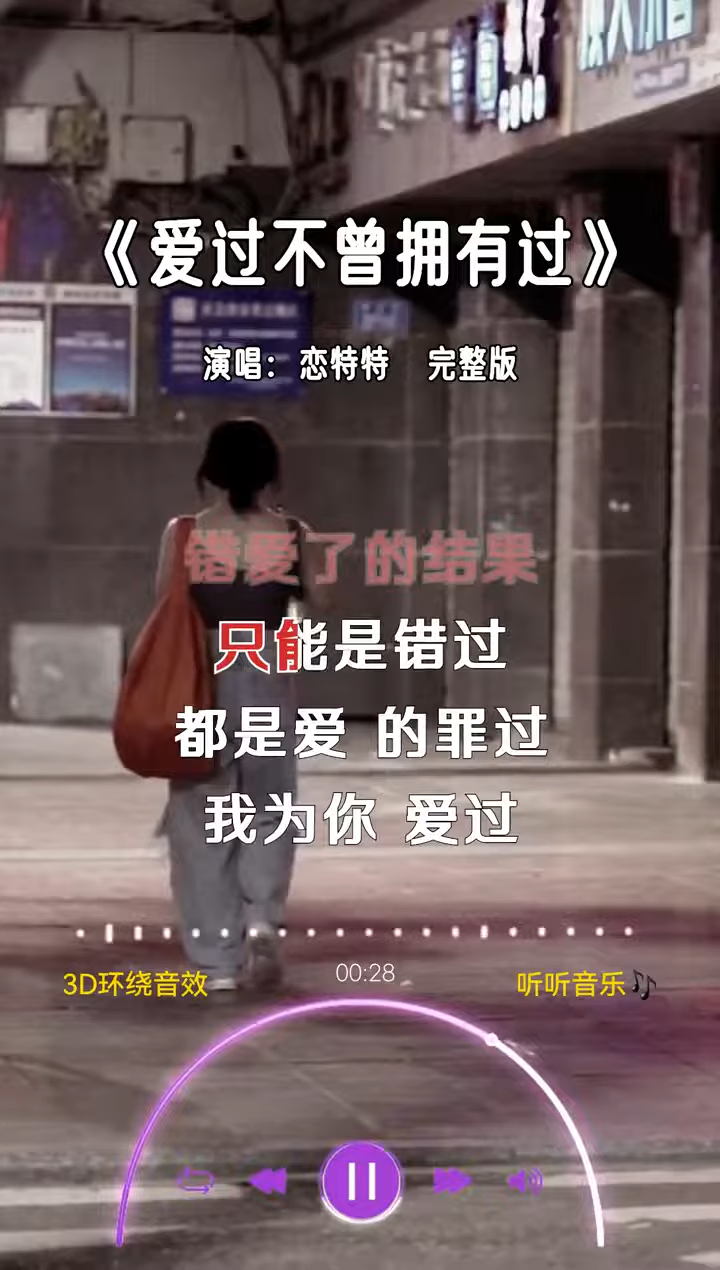 《爱过不曾拥有过》
演唱：恋特特 完整版
错爱了的结果
只能是错过
都是爱 的罪过
我为你 爱过
00:28
3D环绕音效
听听音乐